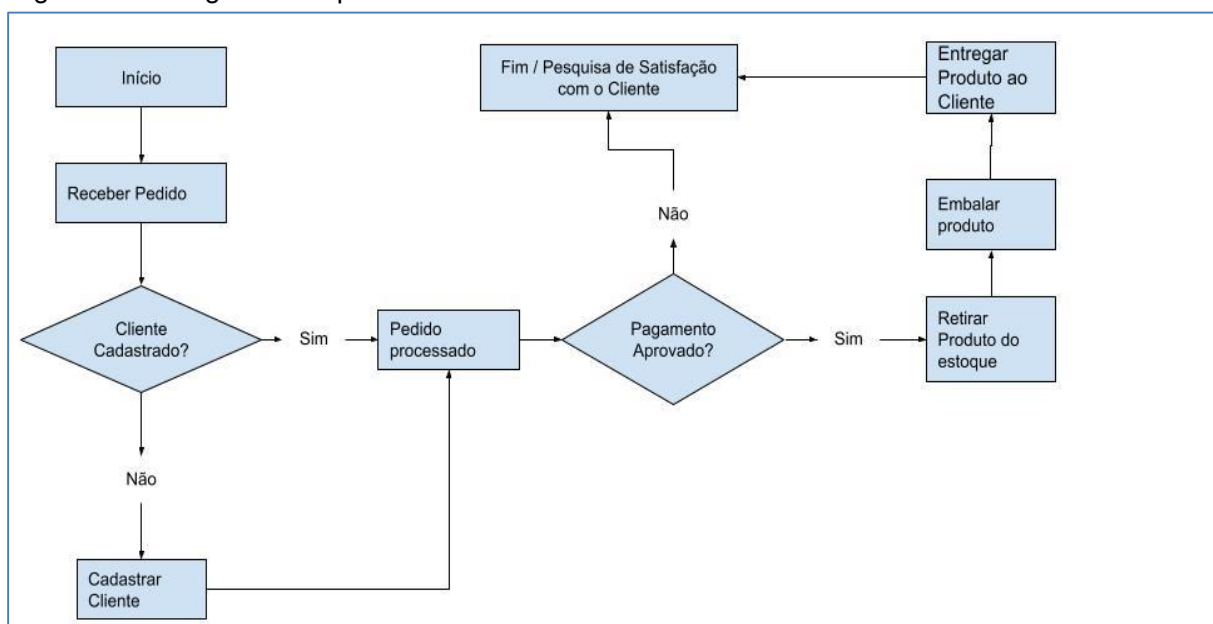 Início
Receber Pedido
Cliente
Cadastrado?
Sim
Não
Cadastrar
Cliente
Pedido
processado
Pagamento
Aprovado?
Não
Sim
Fim / Pesquisa de Satisfação
com o Cliente
Retirar
Produto do
estoque
Embalar
produto
Entregar
Produto ao
Cliente